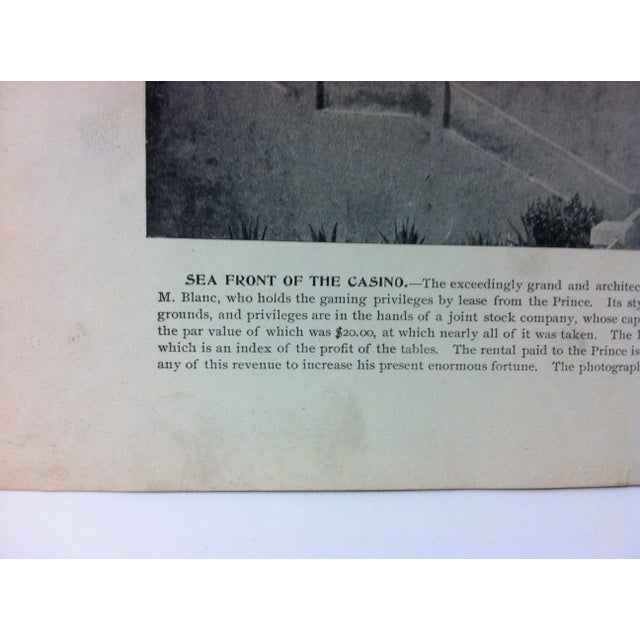 SEA FRONT OF THE CASINO.—The exceedingly grand and architec
M. Blanc, who holds the gaming privileges by lease from the Prince. Its sty
grounds, and privileges are in the hands of a joint stock company, whose cap
the par value of which was $20.00, at which nearly all of it was taken. The
which is an index of the profit of the tables. The rental paid to the Prince is
any of this revenue to increase his present enormous fortune. The photograph